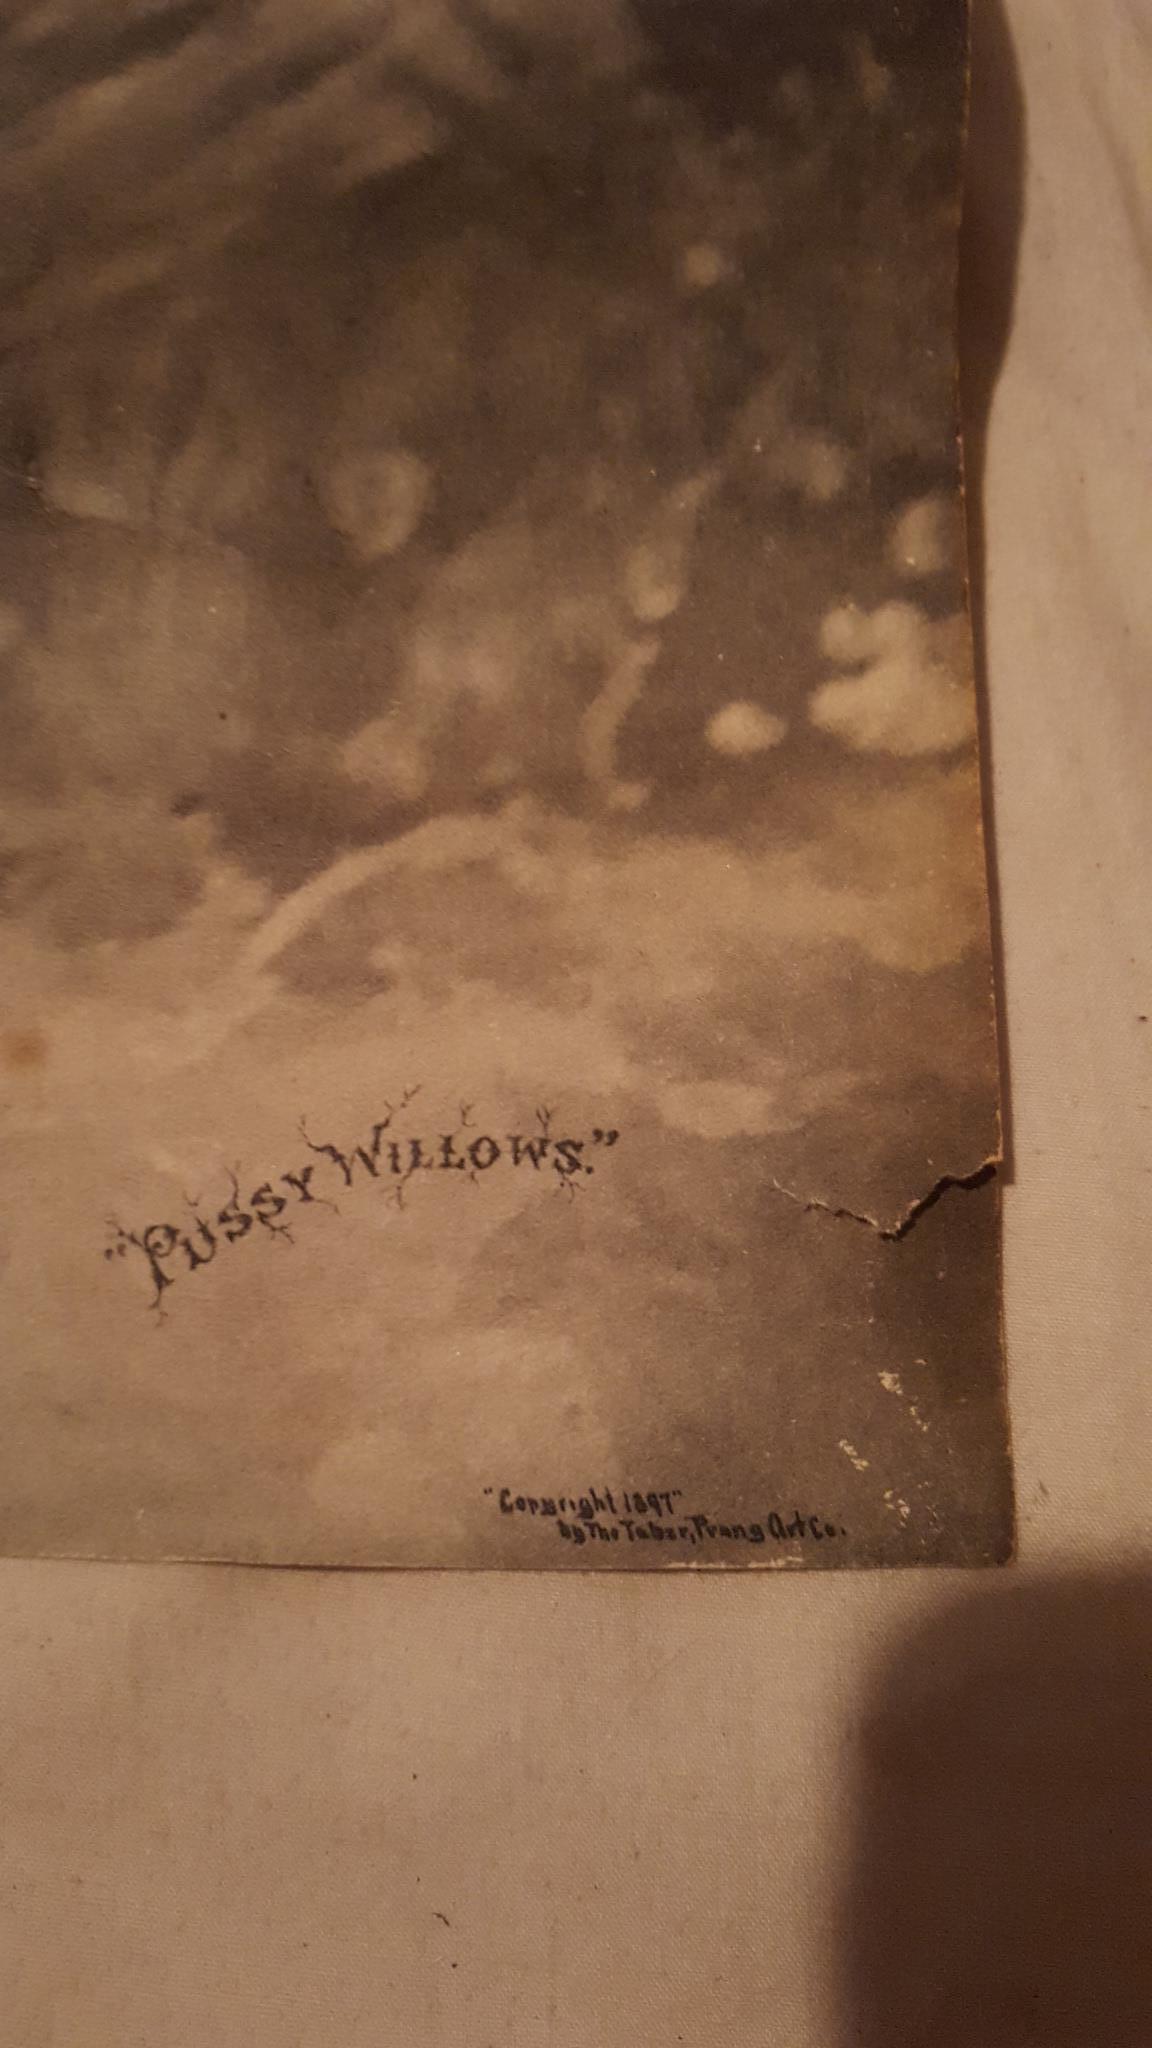 "PUSSY WILLOWS."
"Copyright 1897"
by The Taber, Prang Art Co.